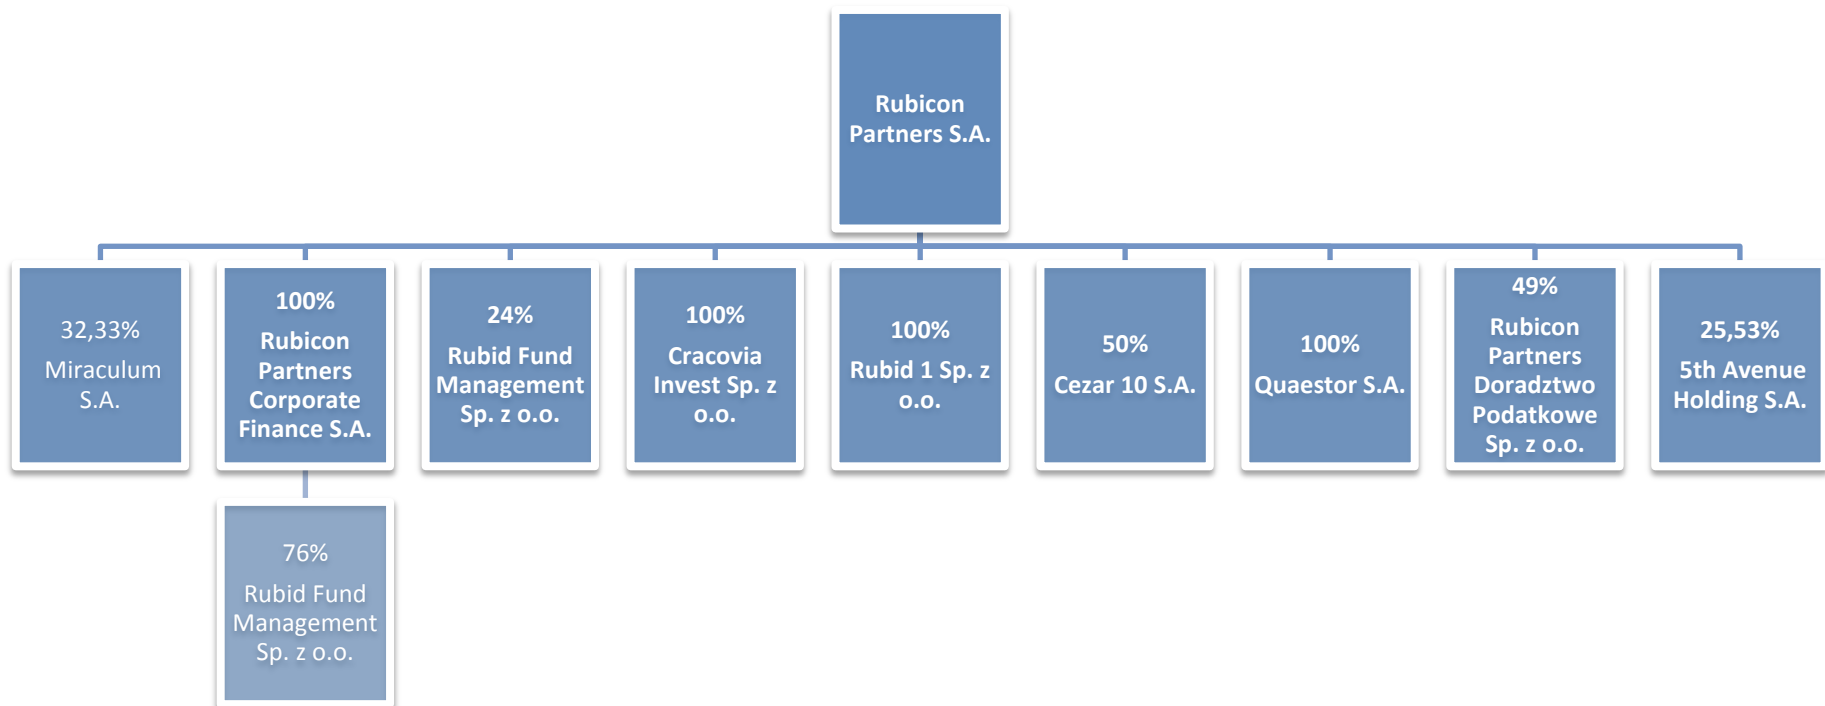 Rubicon
Partners S.A.
32,33%
Miraculum
S.A.
100%
Rubicon
Partners
Corporate
Finance S.A.
24%
Rubid Fund
Management
Sp. z o.o.
100%
Cracovia
Invest Sp. z
o.o.
100%
Rubid 1 Sp. z
o.o.
50%
Cezar 10 S.A.
100%
Quaestor S.A.
49%
Rubicon
Partners
Doradztwo
Podatkowe
Sp. z o.o.
25,53%
5th Avenue
Holding S.A.
76%
Rubid Fund
Management
Sp. z o.o.